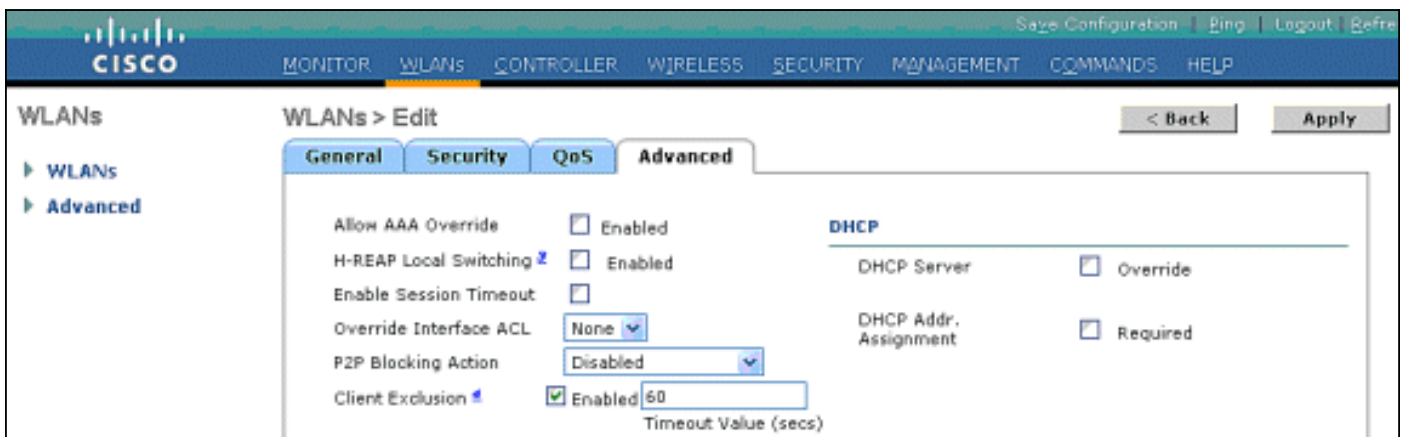 Save Configuration | Ping | Logout | Refre
CISCO
MONITOR WLANs CONTROLLER WIRELESS SECURITY MANAGEMENT COMMANDS HELP
WLANs
WLANs
Advanced
WLANs > Edit
< Back Apply
General Security QoS Advanced
Allow AAA Override Enabled
H-REAP Local Switching 2 Enabled
Enable Session Timeout
Override Interface ACL None
P2P Blocking Action Disabled
Client Exclusion Enabled 60
Timeout Value (secs)
DHCP
DHCP Server Override
DHCP Addr. Assignment Required